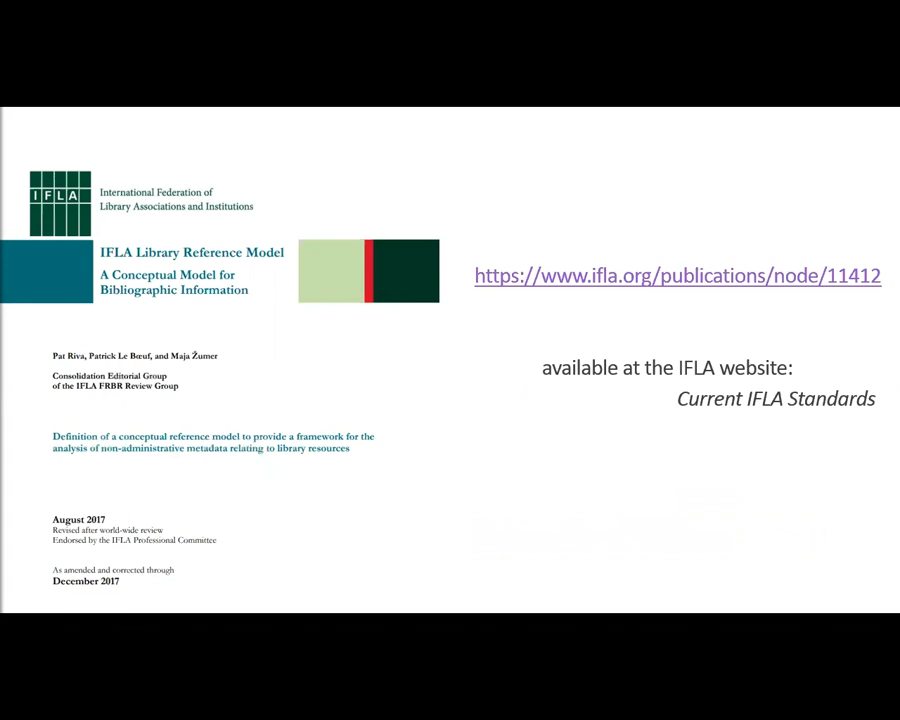 IFLA
International Federation of
Library Associations and Institutions
IFLA Library Reference Model
A Conceptual Model for
Bibliographic Information
Pat Riva, Patrick Le Bœuf, and Maja Žumer
Consolidation Editorial Group
of the IFLA FRBR Review Group
Definition of a conceptual reference model to provide a framework for the
analysis of non-administrative metadata relating to library resources
August 2017
Revised after world-wide review
Endorsed by the IFLA Professional Committee
As amended and corrected through
December 2017
https://www.ifla.org/publications/node/11412
available at the IFLA website:
Current IFLA Standards